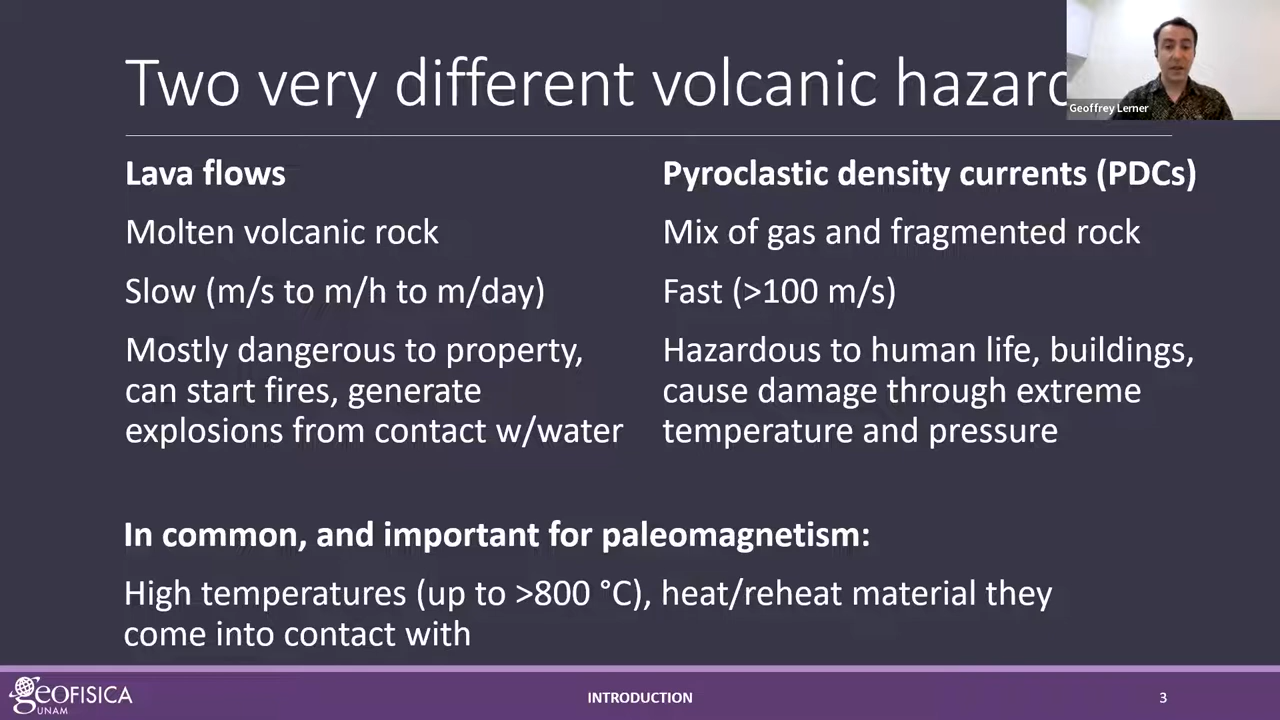 Two very different volcanic hazard
Geoffrey Lerner
Lava flows
Molten volcanic rock
Slow (m/s to m/h to m/day)
Mostly dangerous to property,
can start fires, generate
explosions from contact w/water
Pyroclastic density currents (PDCs)
Mix of gas and fragmented rock
Fast (>100 m/s)
Hazardous to human life, buildings,
cause damage through extreme
temperature and pressure
In common, and important for paleomagnetism:
High temperatures (up to >800 °C), heat/reheat material they
come into contact with
GEOFISICA
UNAM
INTRODUCTION
3